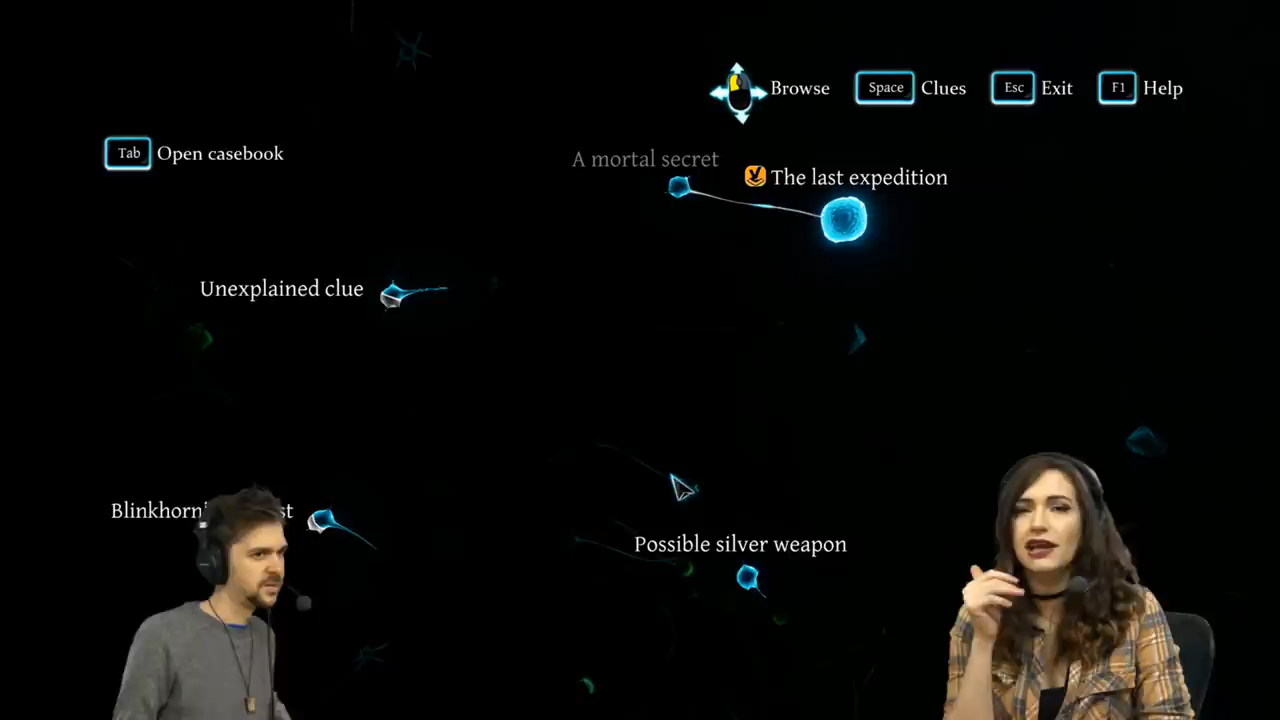 Browse
Space Clues
Esc Exit
F1 Help
Tab Open casebook
A mortal secret
The last expedition
Unexplained clue
Possible silver weapon